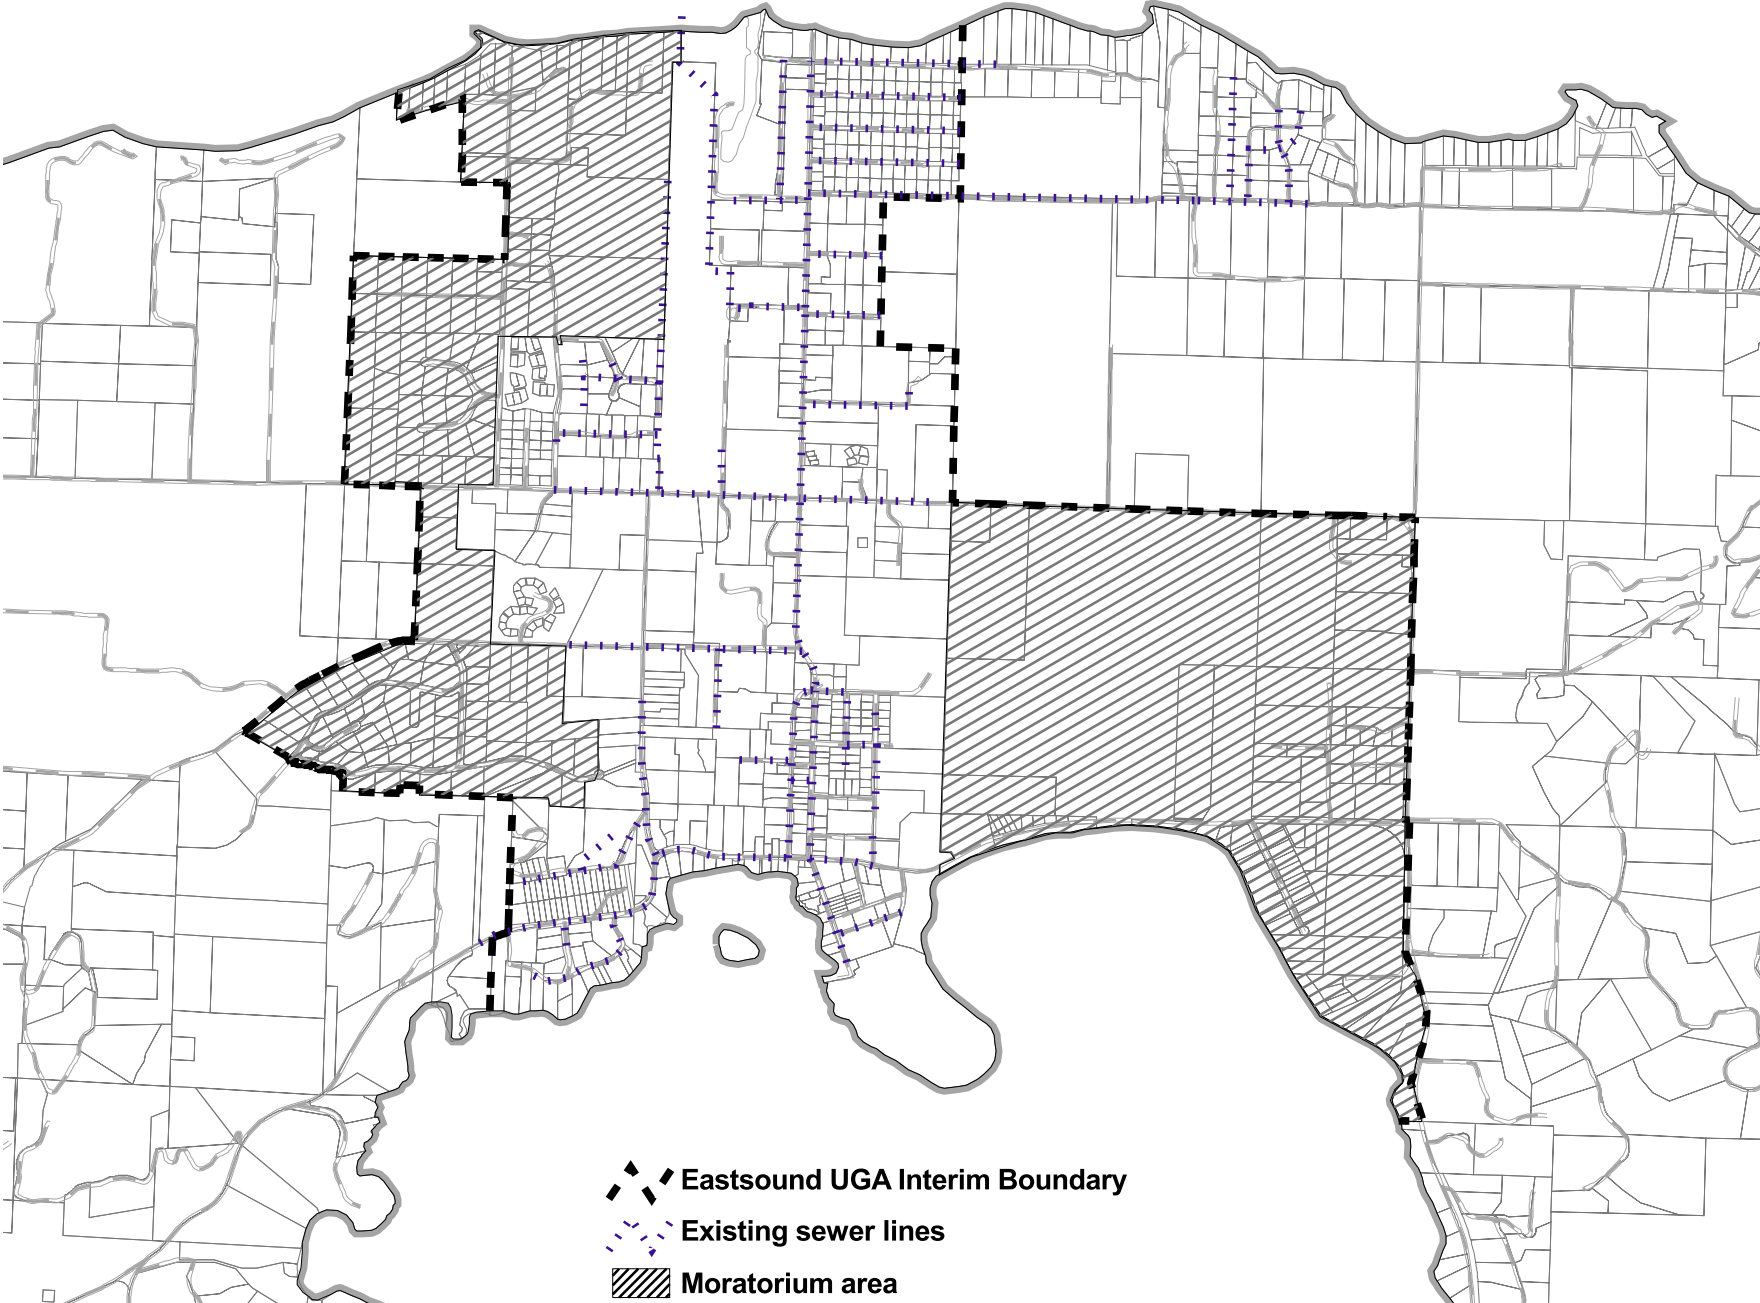 Eastsound UGA Interim Boundary
Existing sewer lines
Moratorium area